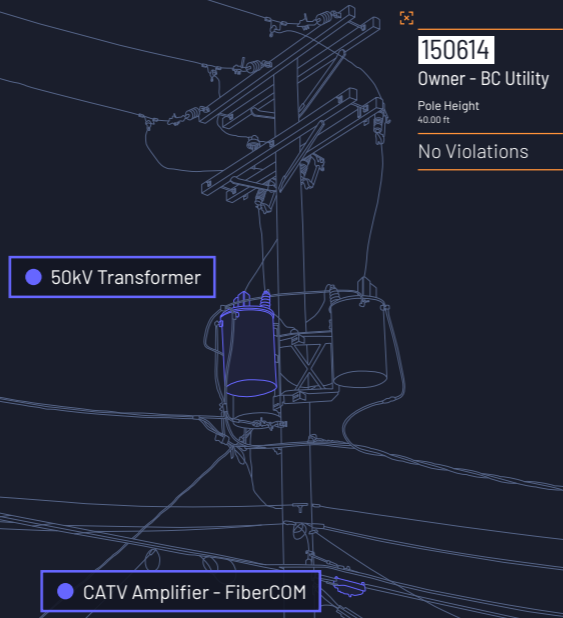 150614
Owner - BC Utility
Pole Height
40.00 ft
No Violations
50kV Transformer
CATV Amplifier - FiberCOM